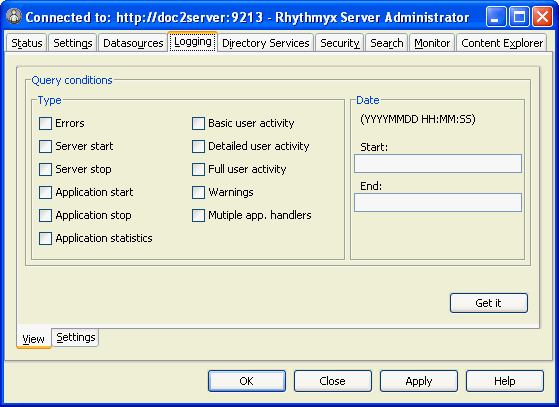 Connected to: http://doc2server:9213 - Rhythmyx Server Administrator
Status Settings Datasources Logging Directory Services Security Search Monitor Content Explorer
Query conditions
Type
Errors
Server start
Server stop
Application start
Application stop
Application statistics
Basic user activity
Detailed user activity
Full user activity
Warnings
Mutiple app. handlers
Date
(YYYYMMDD HH:MM:SS)
Start:
End:
Get it
View Settings
OK Close Apply Help